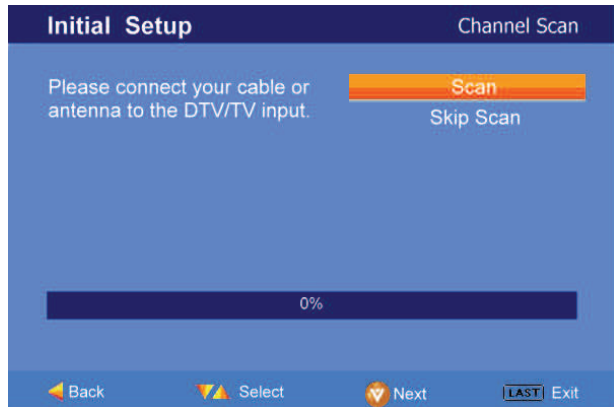 Initial Setup Channel Scan
Please connect your cable or
antenna to the DTV/TV input.
Scan
Skip Scan
0%
Back Select Next LAST Exit